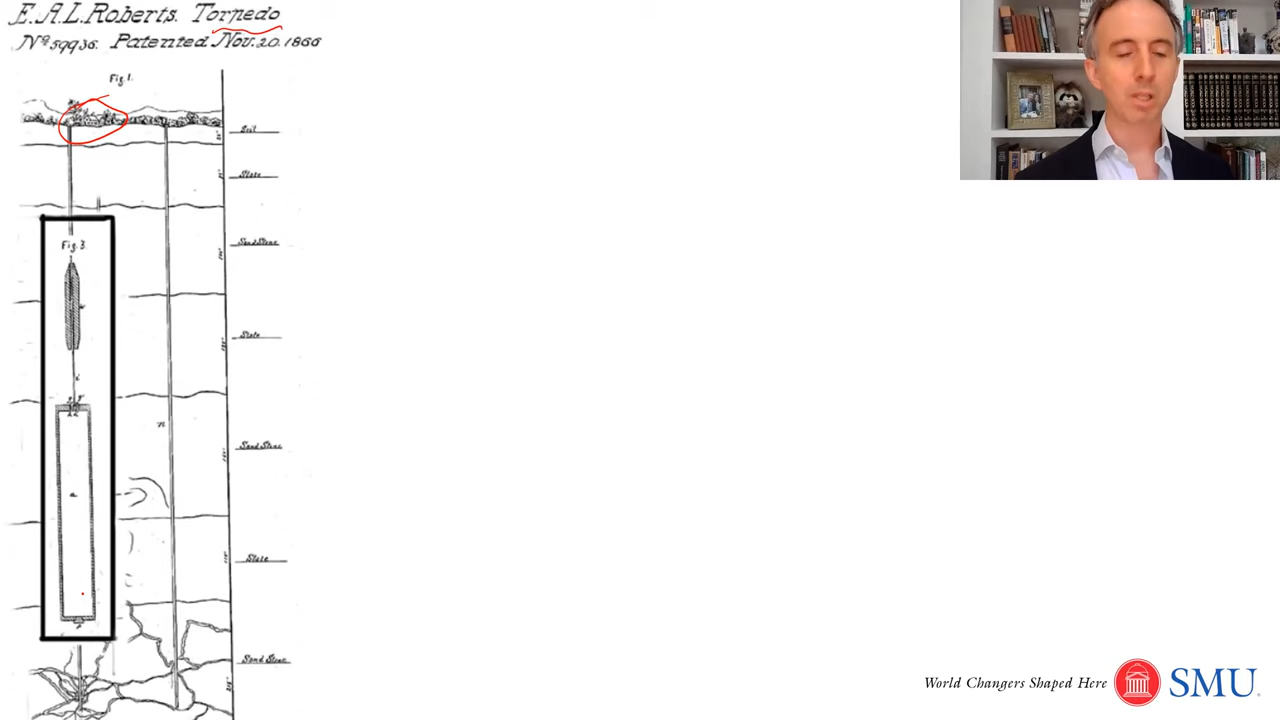 E.A.L. Roberts. Torpedo
Nº 59936. Patented Nov. 20. 1866
Fig 1.
Soil
Slate
Fig. 3
Sand Stone
Slate
n
Sand Stone
a
Slate
Sand Stone
World Changers Shaped Here
SMU